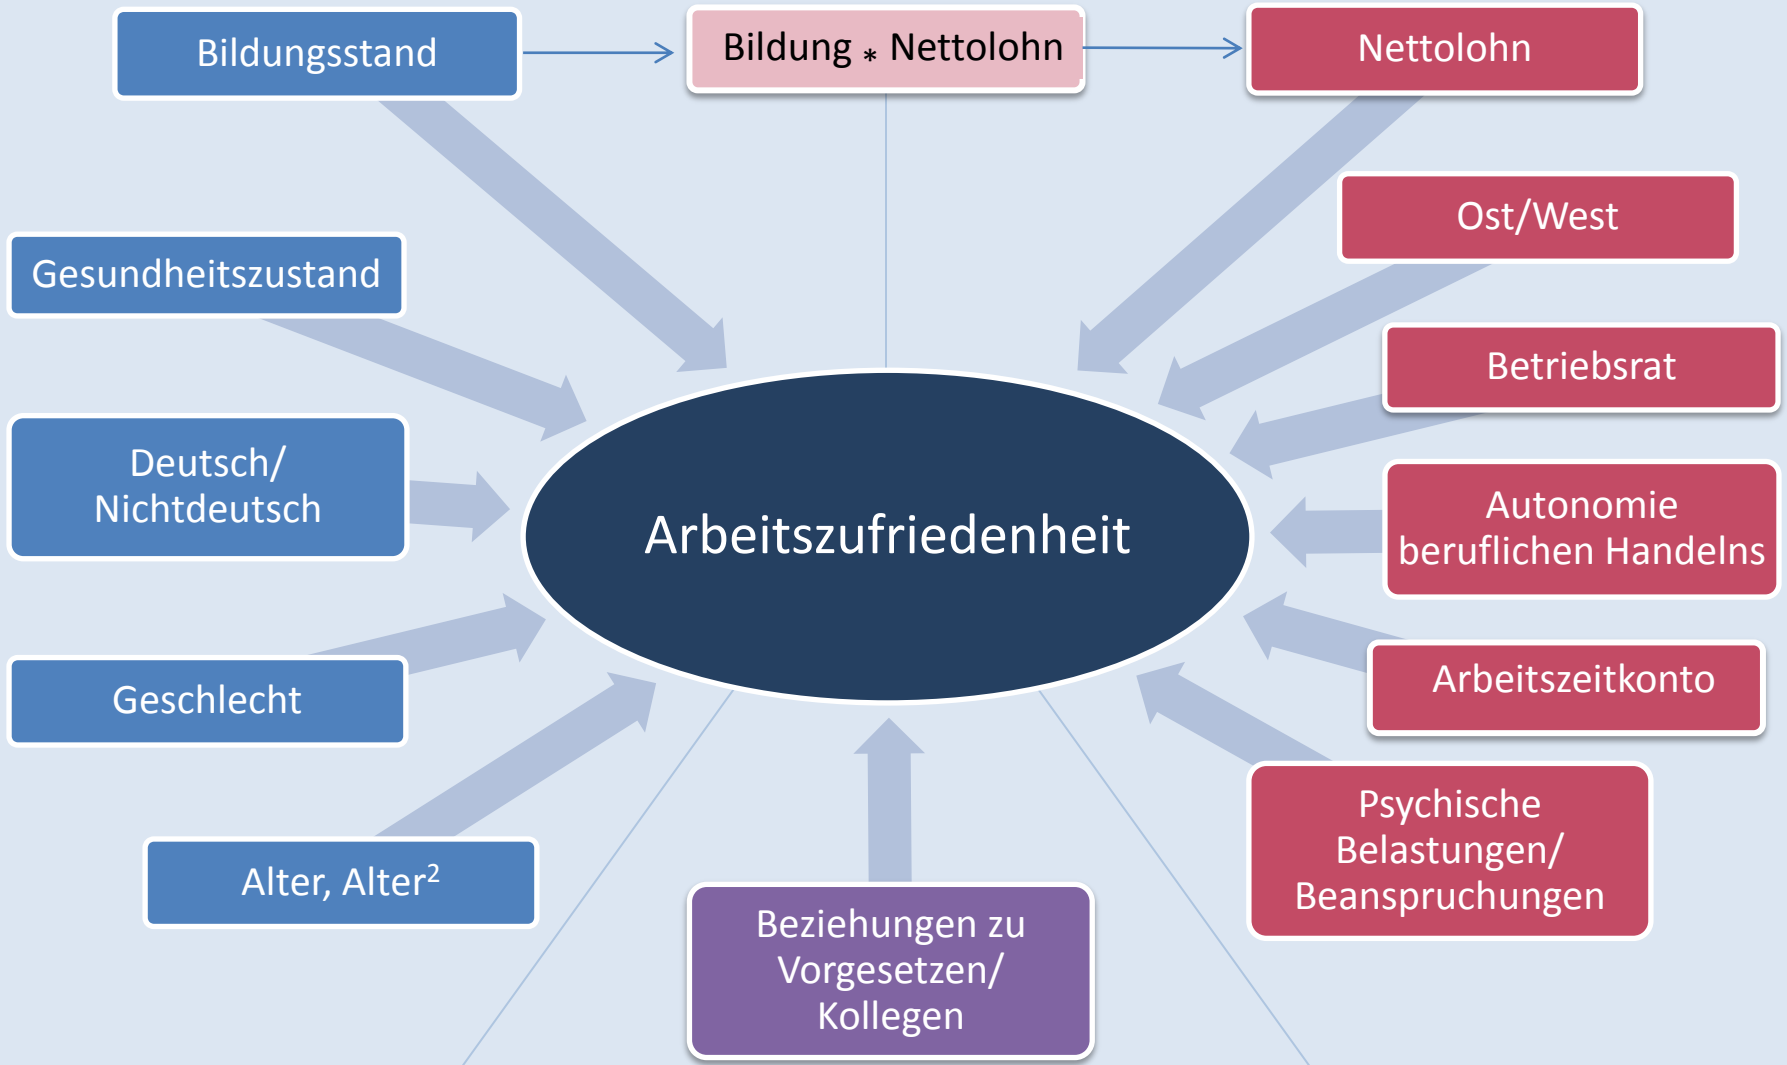 Bildungsstand
Bildung * Nettolohn
Nettolohn
Ost/West
Gesundheitszustand
Betriebsrat
Deutsch/
Nichtdeutsch
Arbeitszufriedenheit
Autonomie
beruflichen Handelns
Geschlecht
Arbeitszeitkonto
Alter, Alter²
Psychische
Belastungen/
Beanspruchungen
Beziehungen zu
Vorgesetzen/
Kollegen